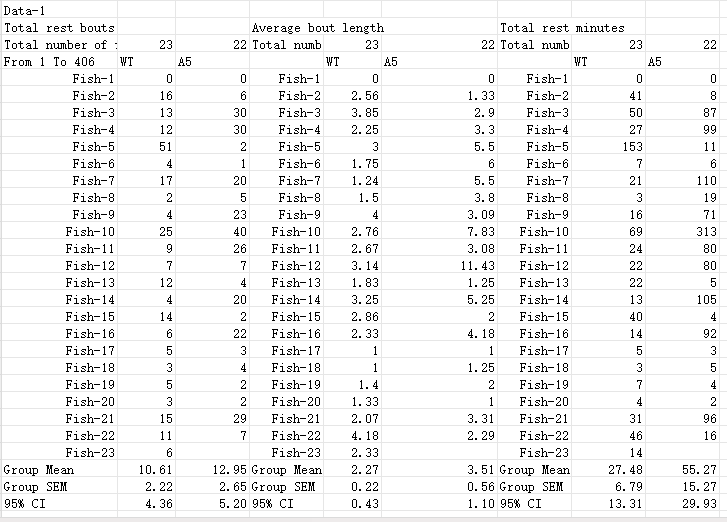 Data-1
Total rest bouts Average bout length Total rest minutes
Total number of 23 22 Total numb 23 22 Total numb 23 22
From 1 To 406 WT A5 WT A5 WT A5
Fish-1 0 0 Fish-1 0 0 Fish-1 0 0
Fish-2 16 6 Fish-2 2.56 1.33 Fish-2 41 8
Fish-3 13 30 Fish-3 3.85 2.9 Fish-3 50 87
Fish-4 12 30 Fish-4 2.25 3.3 Fish-4 27 99
Fish-5 51 2 Fish-5 3 5.5 Fish-5 153 11
Fish-6 4 1 Fish-6 1.75 6 Fish-6 7 6
Fish-7 17 20 Fish-7 1.24 5.5 Fish-7 21 110
Fish-8 2 5 Fish-8 1.5 3.8 Fish-8 3 19
Fish-9 4 23 Fish-9 4 3.09 Fish-9 16 71
Fish-10 25 40 Fish-10 2.76 7.83 Fish-10 69 313
Fish-11 9 26 Fish-11 2.67 3.08 Fish-11 24 80
Fish-12 7 7 Fish-12 3.14 11.43 Fish-12 22 80
Fish-13 12 4 Fish-13 1.83 1.25 Fish-13 22 5
Fish-14 4 20 Fish-14 3.25 5.25 Fish-14 13 105
Fish-15 14 2 Fish-15 2.86 2 Fish-15 40 4
Fish-16 6 22 Fish-16 2.33 4.18 Fish-16 14 92
Fish-17 5 3 Fish-17 1 1 Fish-17 5 3
Fish-18 3 4 Fish-18 1 1.25 Fish-18 3 5
Fish-19 5 2 Fish-19 1.4 2 Fish-19 7 4
Fish-20 3 2 Fish-20 1.33 1 Fish-20 4 2
Fish-21 15 29 Fish-21 2.07 3.31 Fish-21 31 96
Fish-22 11 7 Fish-22 4.18 2.29 Fish-22 46 16
Fish-23 6 Fish-23 2.33 Fish-23 14
Group Mean 10.61 12.95 Group Mean 2.27 3.51 Group Mean 27.48 55.27
Group SEM 2.22 2.65 Group SEM 0.22 0.56 Group SEM 6.79 15.27
95% CI 4.36 5.20 95% CI 0.43 1.10 95% CI 13.31 29.93